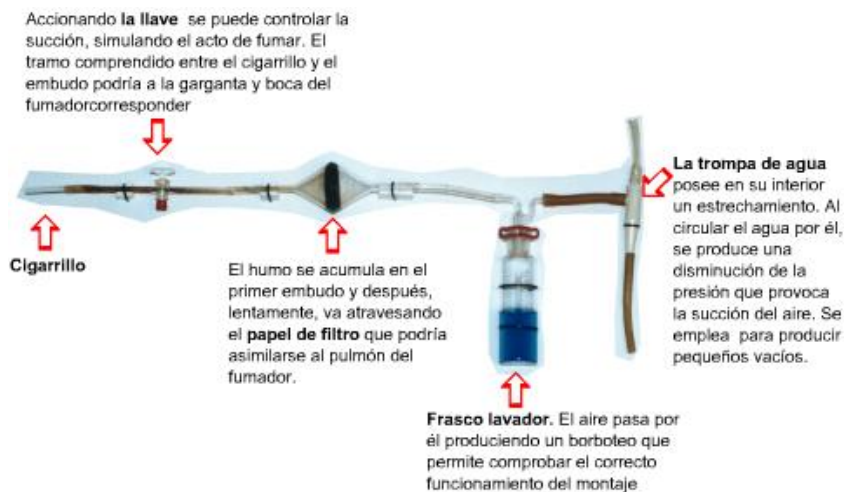 Accionando la llave se puede controlar la
succión, simulando el acto de fumar. El
tramo comprendido entre el cigarrillo y el
embudo podría a la garganta y boca del
fumadorcorresponder
La trompa de agua
posee en su interior
un estrechamiento. Al
circular el agua por él,
se produce una
disminución de la
presión que provoca
la succión del aire. Se
emplea para producir
pequeños vacíos.
Cigarrillo
El humo se acumula en el
primer embudo y después,
lentamente, va atravesando
el papel de filtro que podría
asimilarse al pulmón del
fumador.
Frasco lavador. El aire pasa por
él produciendo un borboteo que
permite comprobar el correcto
funcionamiento del montaje